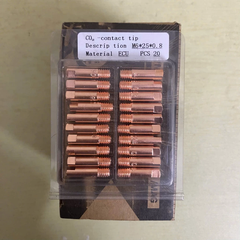 CO₂-contact tip
Descrip tion M6*25*0.8
Material ECU PCS 20